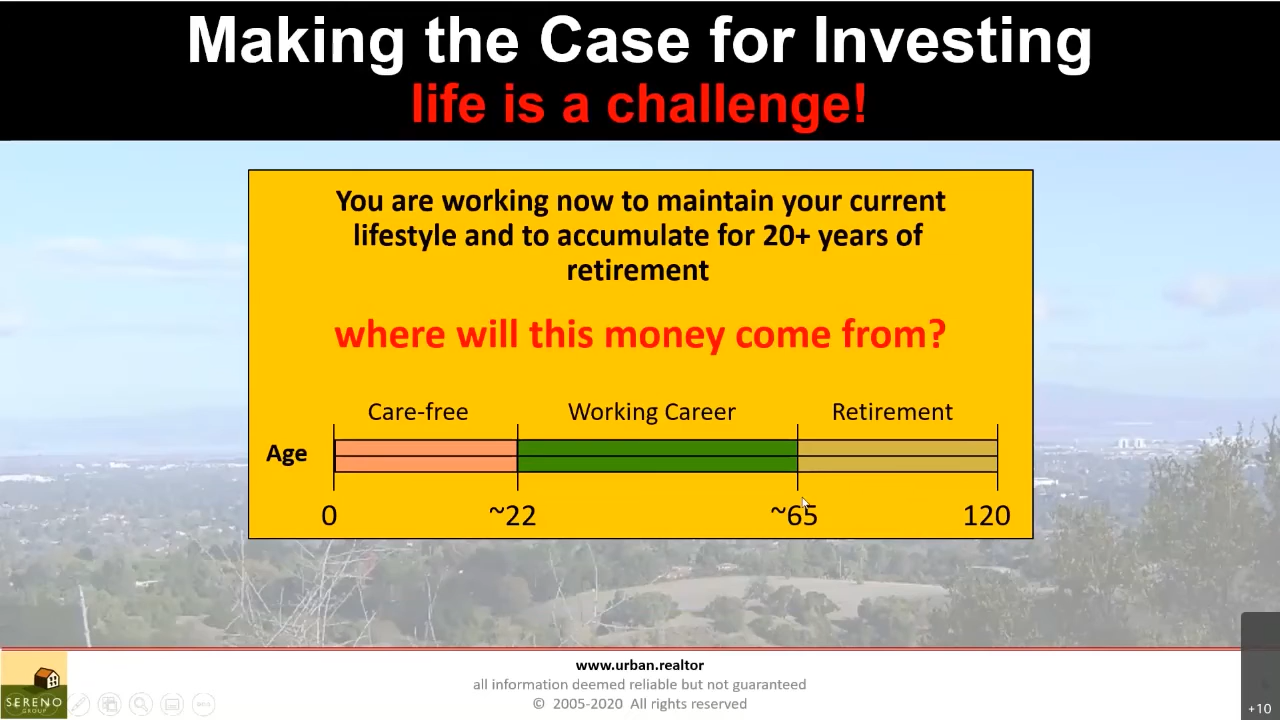 Making the Case for Investing
life is a challenge!
You are working now to maintain your current
lifestyle and to accumulate for 20+ years of
retirement
where will this money come from?
Care-free Working Career Retirement
Age
0 ~22 ~65 120
www.urban.realtor
all information deemed reliable but not guaranteed
© 2005-2020 All rights reserved
SERENO
GROUP
+10